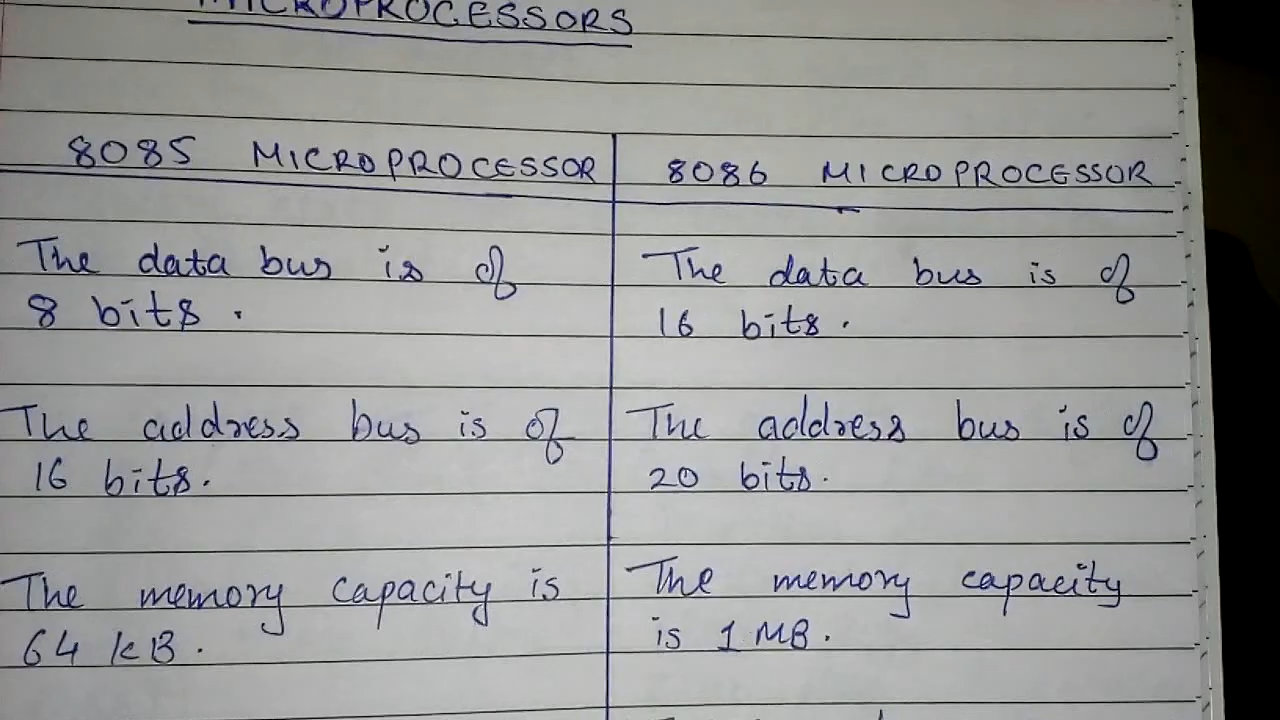 MICROPROCESSORS
8085 MICROPROCESSOR
The data bus is of
8 bits.
The address bus is of
16 bits.
The memory capacity is
64 kB.
8086 MICROPROCESSOR
The data bus is of
16 bits.
The address bus is of
20 bits.
The memory capacity
is 1 MB.